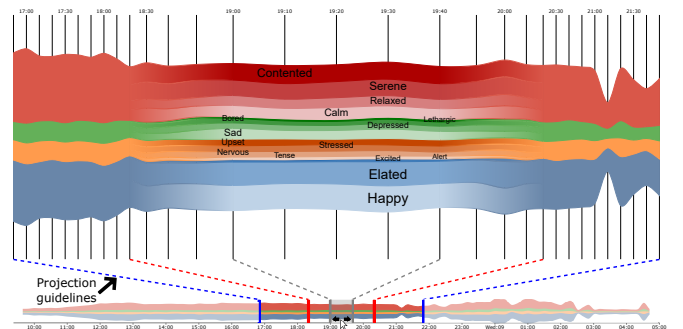 17:00 18:00 18:30 19:00 19:10 19:20 19:30 19:40 20:00 20:30 21:00 21:30
Contented
Serene
Relaxed
Calm
Bored
Lethargic
Depressed
Sad
Upset
Stressed
Nervous
Tense
Excited
Alert
Elated
Happy
Projection
guidelines
10:00 11:00 12:00 13:00 14:00 15:00 16:00 17:00 18:00 19:00 20:00 21:00 22:00 23:00 Wed 09 01:00 02:00 03:00 04:00 05:00